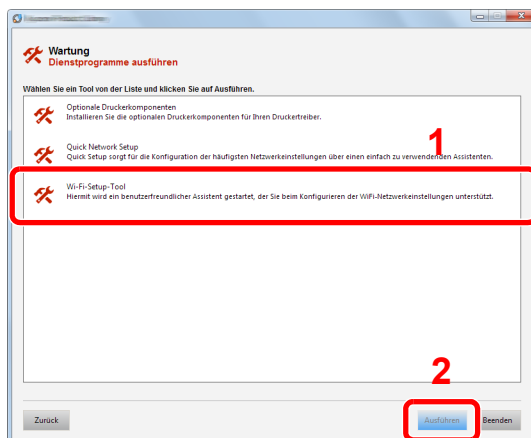 Wartung
Dienstprogramme ausführen
Wählen Sie ein Tool von der Liste und klicken Sie auf Ausführen.
Optionale Druckerkomponenten
Installieren Sie die optionalen Druckerkomponenten für Ihren Druckertreiber.
1
Quick Network Setup
Quick Setup sorgt für die Konfiguration der häufigsten Netzwerkeinstellungen über einen einfach zu verwendenden Assistenten.
Wi-Fi-Setup-Tool
Hiermit wird ein benutzerfreundlicher Assistent gestartet, der Sie beim Konfigurieren der WiFi-Netzwerkeinstellungen unterstützt.
2
Zurück
Ausführen
Beenden